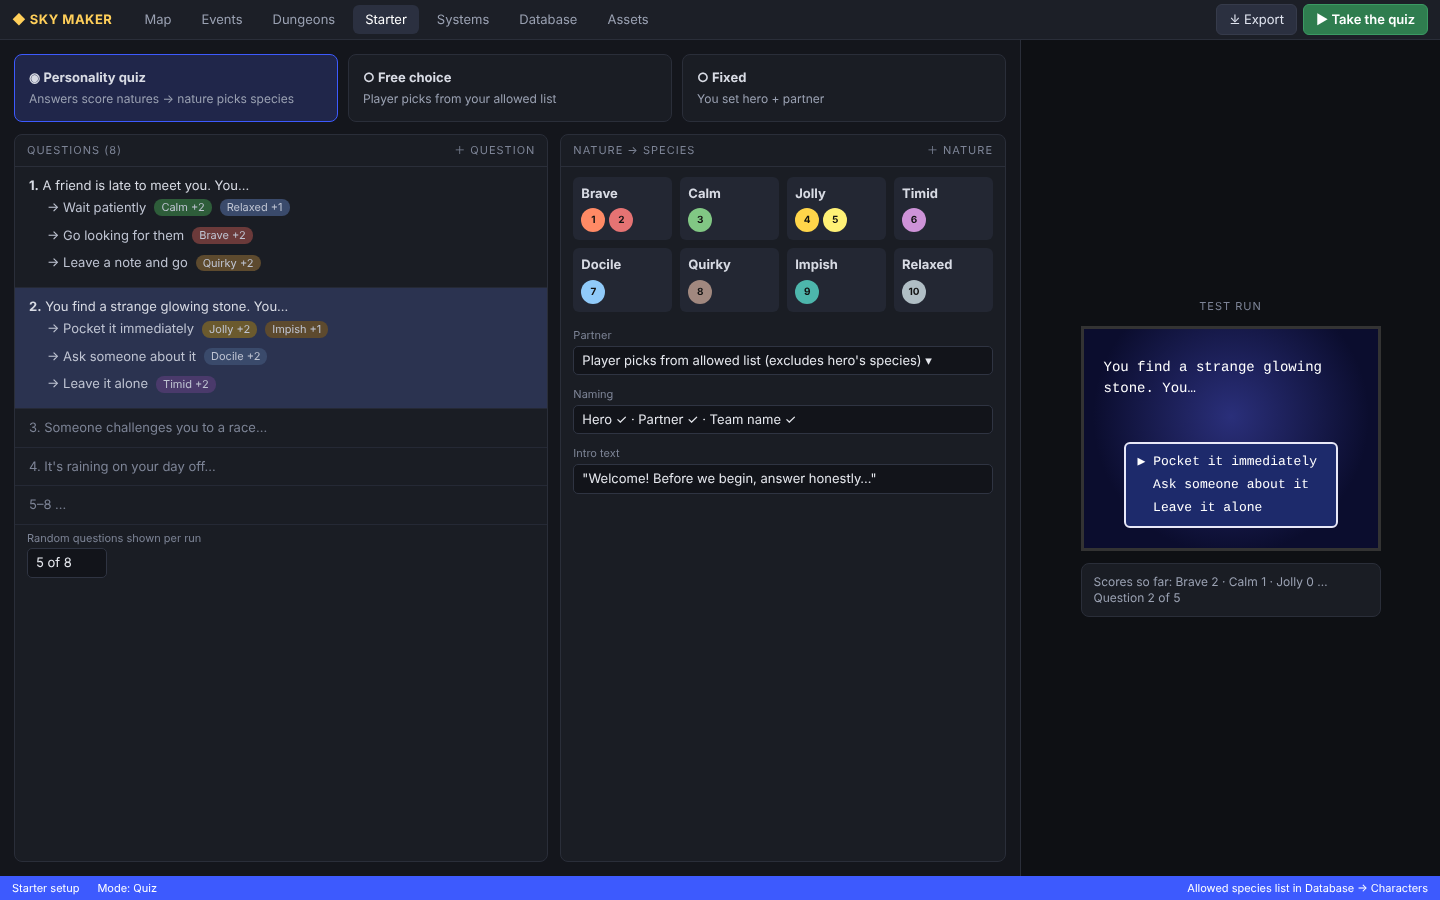 ◆ SKY MAKER
Map
Events
Dungeons
Starter
Systems
Database
Assets
Export
▶ Take the quiz
◉ Personality quiz
Answers score natures → nature picks species
○ Free choice
Player picks from your allowed list
○ Fixed
You set hero + partner
QUESTIONS (8)
+ QUESTION
1. A friend is late to meet you. You...
→ Wait patiently Calm +2 Relaxed +1
→ Go looking for them Brave +2
→ Leave a note and go Quirky +2
2. You find a strange glowing stone. You...
→ Pocket it immediately Jolly +2 Impish +1
→ Ask someone about it Docile +2
→ Leave it alone Timid +2
3. Someone challenges you to a race...
4. It's raining on your day off...
5–8 ...
Random questions shown per run
5 of 8
NATURE → SPECIES
+ NATURE
Brave
1 2
Calm
3
Jolly
4 5
Timid
6
Docile
7
Quirky
8
Impish
9
Relaxed
10
Partner
Player picks from allowed list (excludes hero's species) ▾
Naming
Hero ✓ · Partner ✓ · Team name ✓
Intro text
"Welcome! Before we begin, answer honestly..."
TEST RUN
You find a strange glowing
stone. You…
▶ Pocket it immediately
Ask someone about it
Leave it alone
Scores so far: Brave 2 · Calm 1 · Jolly 0 ...
Question 2 of 5
Starter setup
Mode: Quiz
Allowed species list in Database → Characters